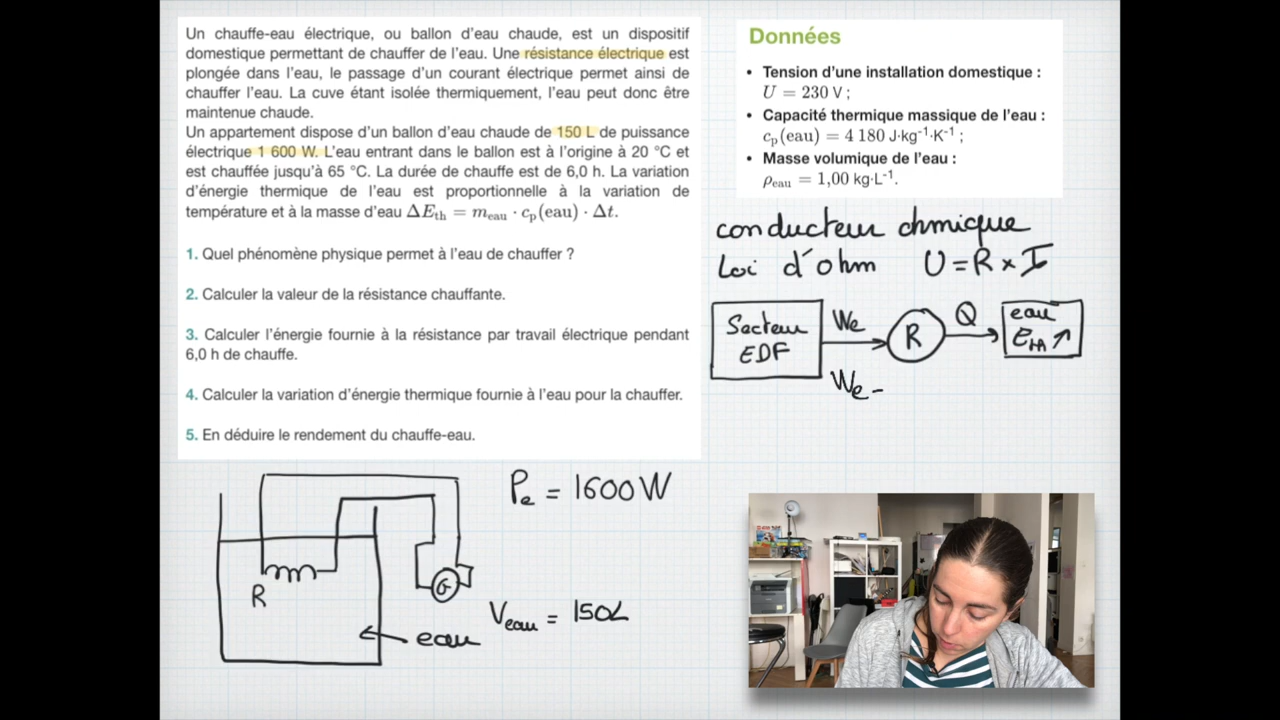 Un chauffe-eau électrique, ou ballon d'eau chaude, est un dispositif
domestique permettant de chauffer de l'eau. Une résistance électrique est
plongée dans l'eau, le passage d'un courant électrique permet ainsi de
chauffer l'eau. La cuve étant isolée thermiquement, l'eau peut donc être
maintenue chaude.
Un appartement dispose d'un ballon d'eau chaude de 150 L de puissance
électrique 1 600 W. L'eau entrant dans le ballon est à l'origine à 20 °C et
est chauffée jusqu'à 65 °C. La durée de chauffe est de 6,0 h. La variation
d'énergie thermique de l'eau est proportionnelle à la variation de
température et à la masse d'eau ΔEth = meau · cp(eau) · Δt.
1. Quel phénomène physique permet à l'eau de chauffer ?
2. Calculer la valeur de la résistance chauffante.
3. Calculer l'énergie fournie à la résistance par travail électrique pendant
6,0 h de chauffe.
4. Calculer la variation d'énergie thermique fournie à l'eau pour la chauffer.
5. En déduire le rendement du chauffe-eau.
Données
• Tension d'une installation domestique :
U = 230 V ;
• Capacité thermique massique de l'eau :
cp(eau) = 4 180 J·kg⁻¹·K⁻¹ ;
• Masse volumique de l'eau :
ρeau = 1,00 kg·L⁻¹.
conducteur ohmique
Loi d'ohm U = R × I
Secteur
EDF
We
R
Q
eau
Eth ↗
We -
Pe = 1600 W
R
G
eau
Veau = 150L